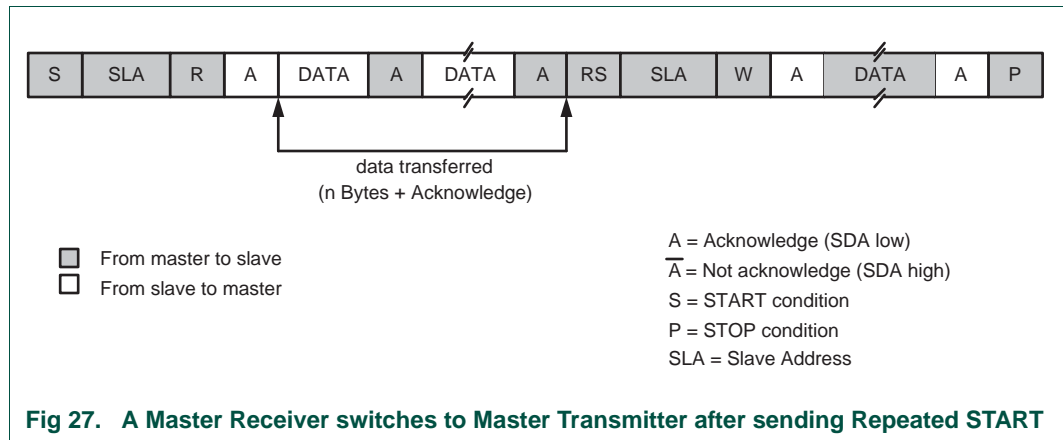 S SLA R A DATA A DATA A RS SLA W A DATA A P
data transferred
(n Bytes + Acknowledge)
From master to slave
From slave to master
A = Acknowledge (SDA low)
A̅ = Not acknowledge (SDA high)
S = START condition
P = STOP condition
SLA = Slave Address
Fig 27. A Master Receiver switches to Master Transmitter after sending Repeated START